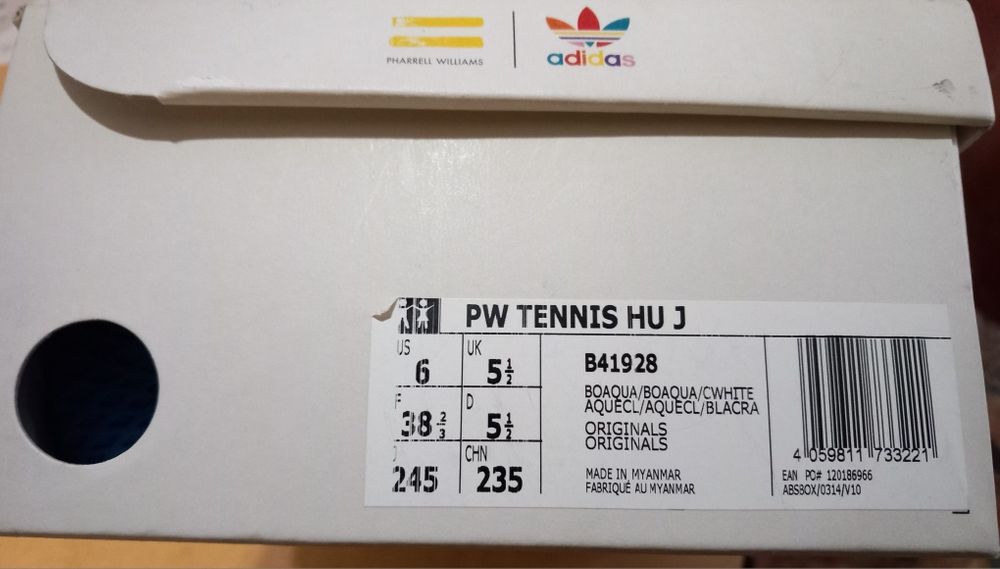 PHARRELL WILLIAMS
adidas
PW TENNIS HU J
US 6
UK 5½
F 38⅔
D 5½
J 245
CHN 235
B41928
BOAQUA/BOAQUA/CWHITE
AQUECL/AQUECL/BLACRA
ORIGINALS
ORIGINALS
MADE IN MYANMAR
FABRIQUÉ AU MYANMAR
4 059811 733221
EAN PO# 120186966
ABSBOX/0314/V10